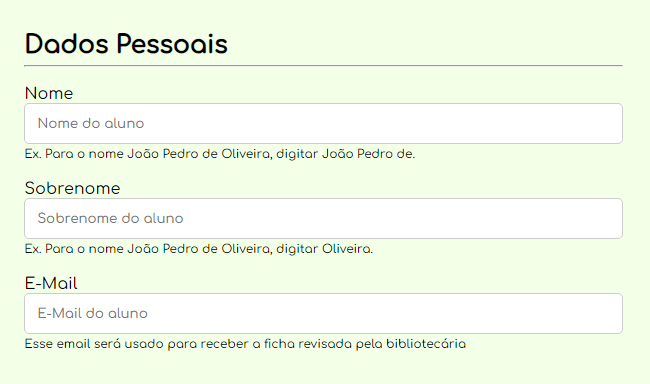 Dados Pessoais
Nome
Nome do aluno
Ex. Para o nome João Pedro de Oliveira, digitar João Pedro de.
Sobrenome
Sobrenome do aluno
Ex. Para o nome João Pedro de Oliveira, digitar Oliveira.
E-Mail
E-Mail do aluno
Esse email será usado para receber a ficha revisada pela bibliotecária